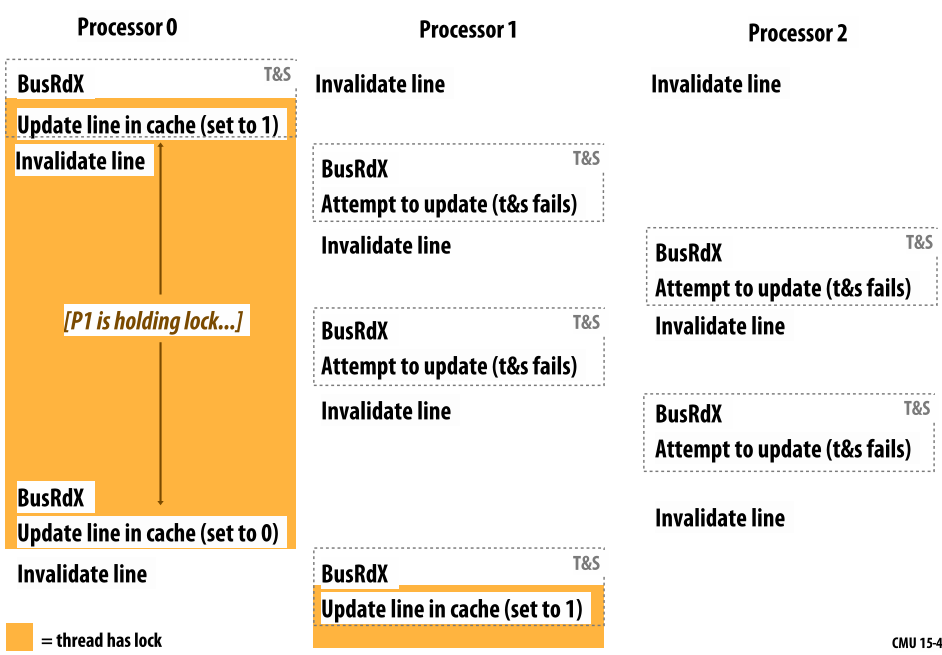 Processor 0
Processor 1
Processor 2
T&S
BusRdX
Update line in cache (set to 1)
Invalidate line
[P1 is holding lock...]
BusRdX
Update line in cache (set to 0)
Invalidate line
Invalidate line
T&S
BusRdX
Attempt to update (t&s fails)
Invalidate line
T&S
BusRdX
Attempt to update (t&s fails)
Invalidate line
T&S
BusRdX
Update line in cache (set to 1)
Invalidate line
T&S
BusRdX
Attempt to update (t&s fails)
Invalidate line
T&S
BusRdX
Attempt to update (t&s fails)
Invalidate line
= thread has lock
CMU 15-4